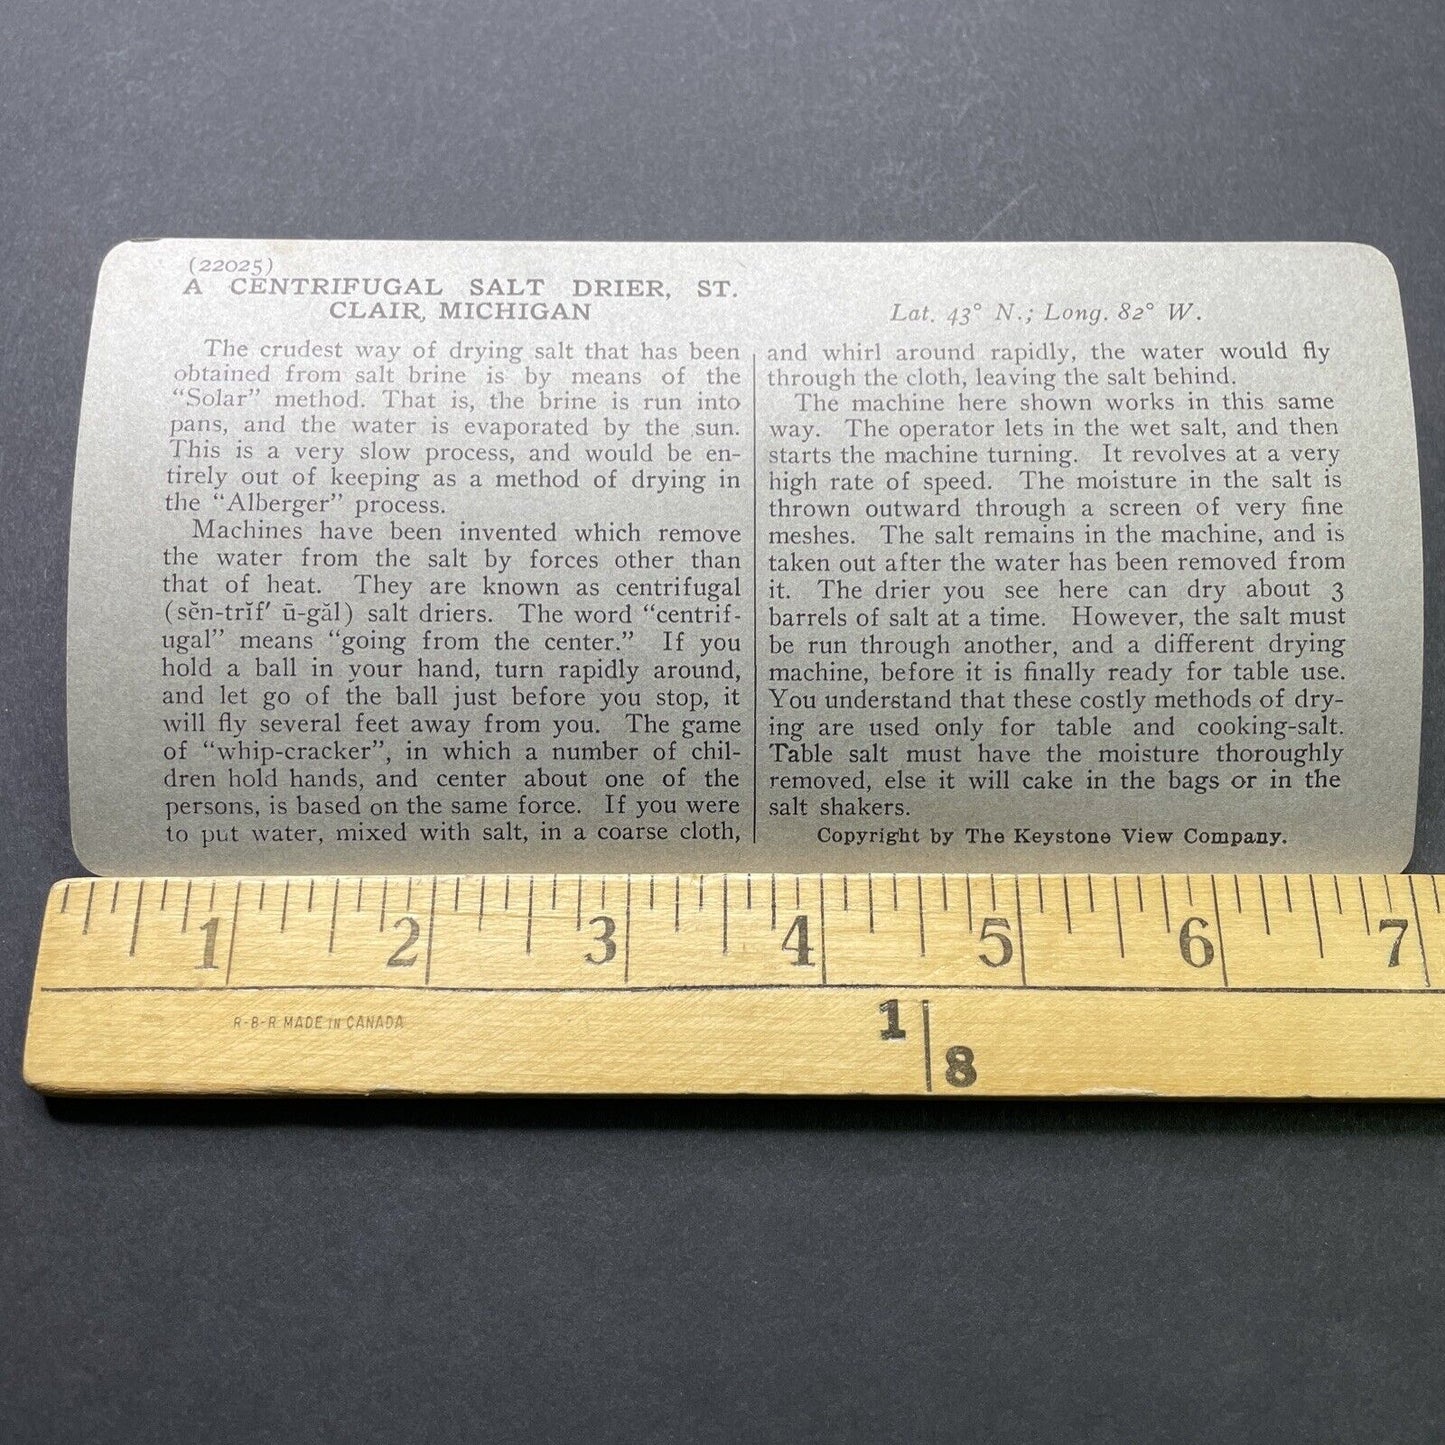 (22025)
A CENTRIFUGAL SALT DRIER, ST.
CLAIR, MICHIGAN
The crudest way of drying salt that has been
obtained from salt brine is by means of the
“Solar” method. That is, the brine is run into
pans, and the water is evaporated by the sun.
This is a very slow process, and would be en-
tirely out of keeping as a method of drying in
the “Alberger” process.
Machines have been invented which remove
the water from the salt by forces other than
that of heat. They are known as centrifugal
(sĕn-trĭf′ ū-găl) salt driers. The word “centrif-
ugal” means “going from the center.” If you
hold a ball in your hand, turn rapidly around,
and let go of the ball just before you stop, it
will fly several feet away from you. The game
of “whip-cracker”, in which a number of chil-
dren hold hands, and center about one of the
persons, is based on the same force. If you were
to put water, mixed with salt, in a coarse cloth,
Lat. 43° N.; Long. 82° W.
and whirl around rapidly, the water would fly
through the cloth, leaving the salt behind.
The machine here shown works in this same
way. The operator lets in the wet salt, and then
starts the machine turning. It revolves at a very
high rate of speed. The moisture in the salt is
thrown outward through a screen of very fine
meshes. The salt remains in the machine, and is
taken out after the water has been removed from
it. The drier you see here can dry about 3
barrels of salt at a time. However, the salt must
be run through another, and a different drying
machine, before it is finally ready for table use.
You understand that these costly methods of dry-
ing are used only for table and cooking-salt.
Table salt must have the moisture thoroughly
removed, else it will cake in the bags or in the
salt shakers.
Copyright by The Keystone View Company.
1 2 3 4 5 6 7
R-B-R MADE IN CANADA
1/8